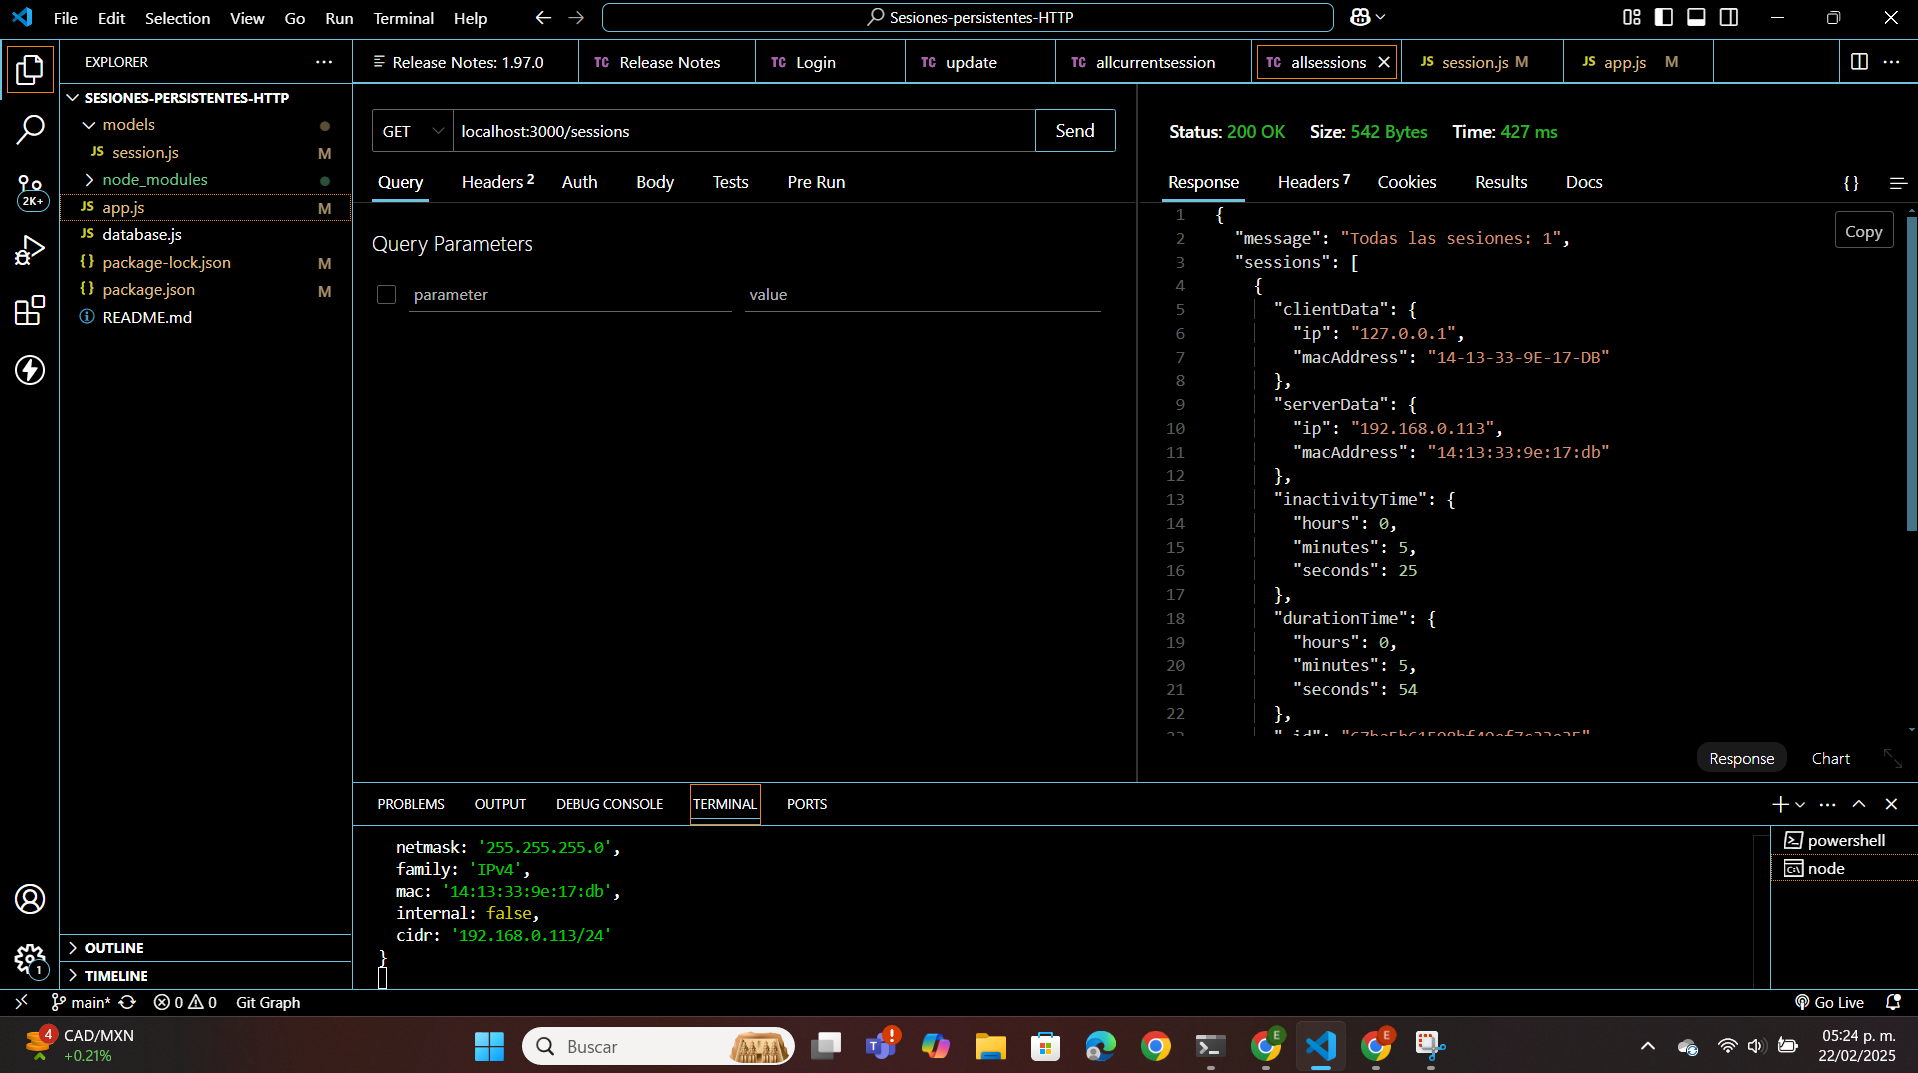 File Edit Selection View Go Run Terminal Help
Sesiones-persistentes-HTTP
EXPLORER
Release Notes: 1.97.0
TC Release Notes
TC Login
TC update
TC allcurrentsession
TC allsessions
JS session.js M
JS app.js M
SESIONES-PERSISTENTES-HTTP
models
JS session.js M
node_modules
JS app.js M
JS database.js
{} package-lock.json M
{} package.json M
README.md
2K+
OUTLINE
TIMELINE
1
GET localhost:3000/sessions Send
Query Headers 2 Auth Body Tests Pre Run
Query Parameters
parameter value
Status: 200 OK Size: 542 Bytes Time: 427 ms
Response Headers 7 Cookies Results Docs {}
Copy
1 {
2 "message": "Todas las sesiones: 1",
3 "sessions": [
4 {
5 "clientData": {
6 "ip": "127.0.0.1",
7 "macAddress": "14-13-33-9E-17-DB"
8 },
9 "serverData": {
10 "ip": "192.168.0.113",
11 "macAddress": "14:13:33:9e:17:db"
12 },
13 "inactivityTime": {
14 "hours": 0,
15 "minutes": 5,
16 "seconds": 25
17 },
18 "durationTime": {
19 "hours": 0,
20 "minutes": 5,
21 "seconds": 54
22 },
Response Chart
PROBLEMS OUTPUT DEBUG CONSOLE TERMINAL PORTS
netmask: '255.255.255.0',
family: 'IPv4',
mac: '14:13:33:9e:17:db',
internal: false,
cidr: '192.168.0.113/24'
}
powershell
node
main* 0 0 Git Graph
Go Live
4
CAD/MXN
+0.21%
Buscar
05:24 p. m.
22/02/2025